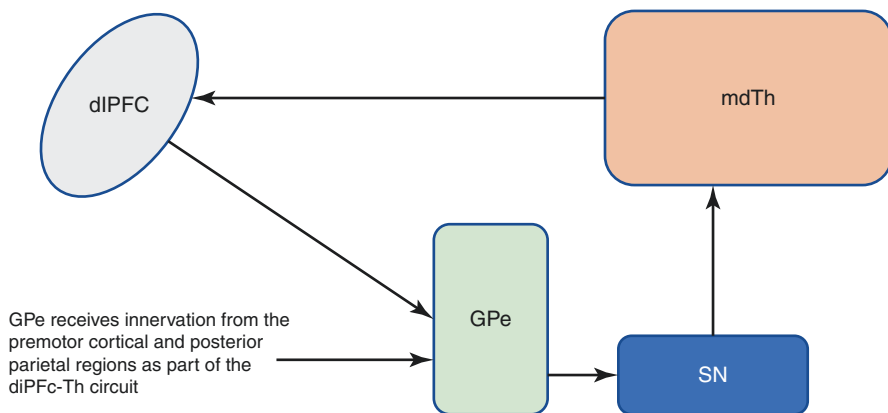 dlPFC
mdTh
GPe
SN
GPe receives innervation from the
premotor cortical and posterior
parietal regions as part of the
diPFc-Th circuit